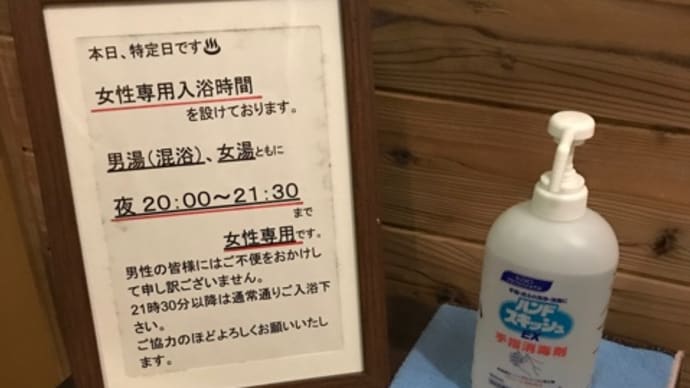 本日、特定日です♨
女性専用入浴時間
を設けております。
男湯（混浴）、女湯ともに
夜20：00～21：30
まで
女性専用です。
男性の皆様にはご不便をおかけし
て申し訳ございません。
21時30分以降は通常通りご入浴下
さい。
ご協力のほどよろしくお願いいたし
ます。
ハンド
スキッシュ
EX
手指消毒剤